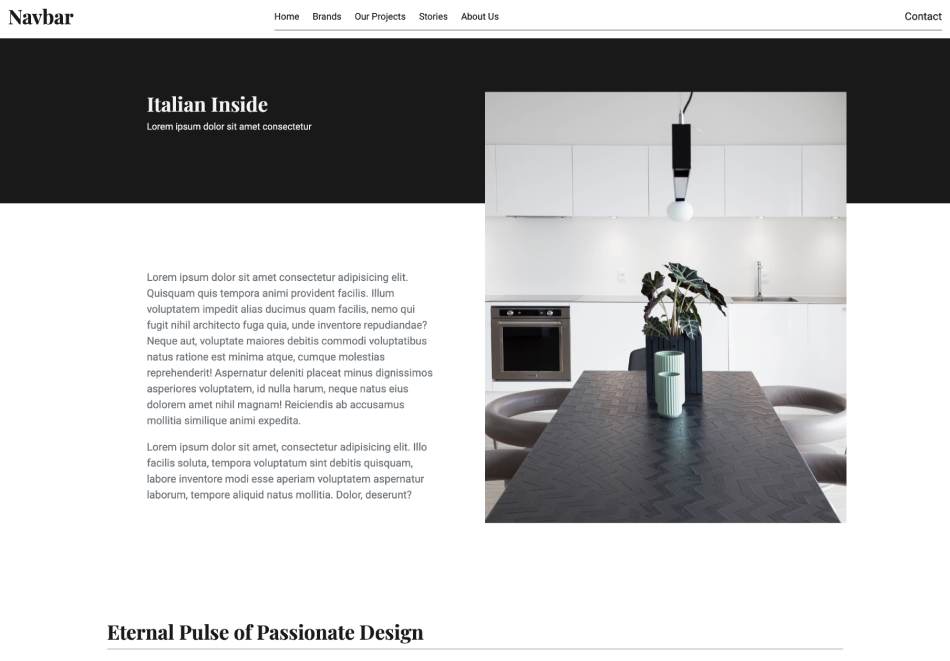 Navbar
Home Brands Our Projects Stories About Us Contact
Italian Inside
Lorem ipsum dolor sit amet consectetur
Lorem ipsum dolor sit amet consectetur adipisicing elit.
Quisquam quis tempora animi provident facilis. Illum
voluptatem impedit alias ducimus quam facilis, nemo qui
fugit nihil architecto fuga quia, unde inventore repudiandae?
Neque aut, voluptate maiores debitis commodi voluptatibus
natus ratione est minima atque, cumque molestias
reprehenderit! Aspernatur deleniti placeat minus dignissimos
asperiores voluptatem, id nulla harum, neque natus eius
dolorem amet nihil magnam! Reiciendis ab accusamus
mollitia similique animi expedita.
Lorem ipsum dolor sit amet, consectetur adipisicing elit. Illo
facilis soluta, tempora voluptatum sint debitis quisquam,
labore inventore modi esse aperiam voluptatem aspernatur
laborum, tempore aliquid natus mollitia. Dolor, deserunt?
Eternal Pulse of Passionate Design